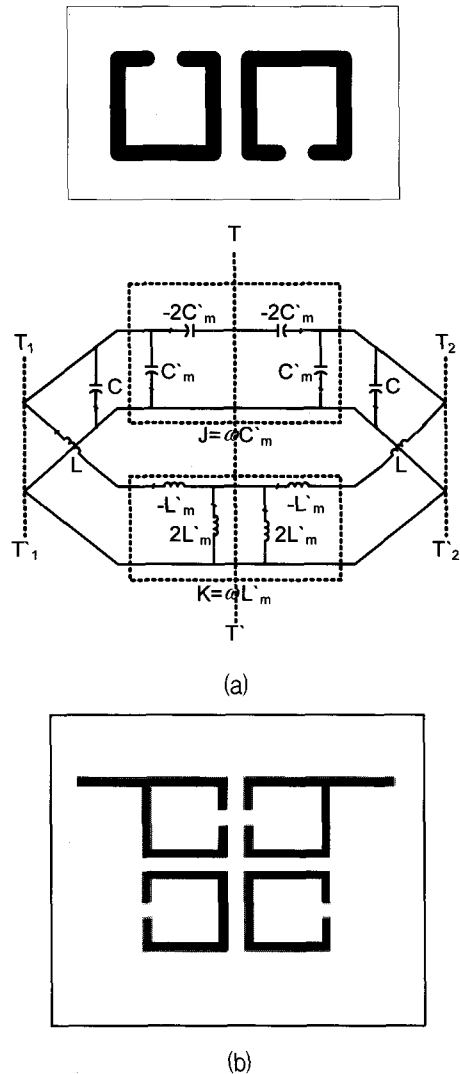 T
-2C`m -2C`m
T1 T2
C C`m C`m C
J=ωC`m
L L
-L`m -L`m
2L`m 2L`m
T`1 T`2
K=ωL`m
T`
(a)
(b)